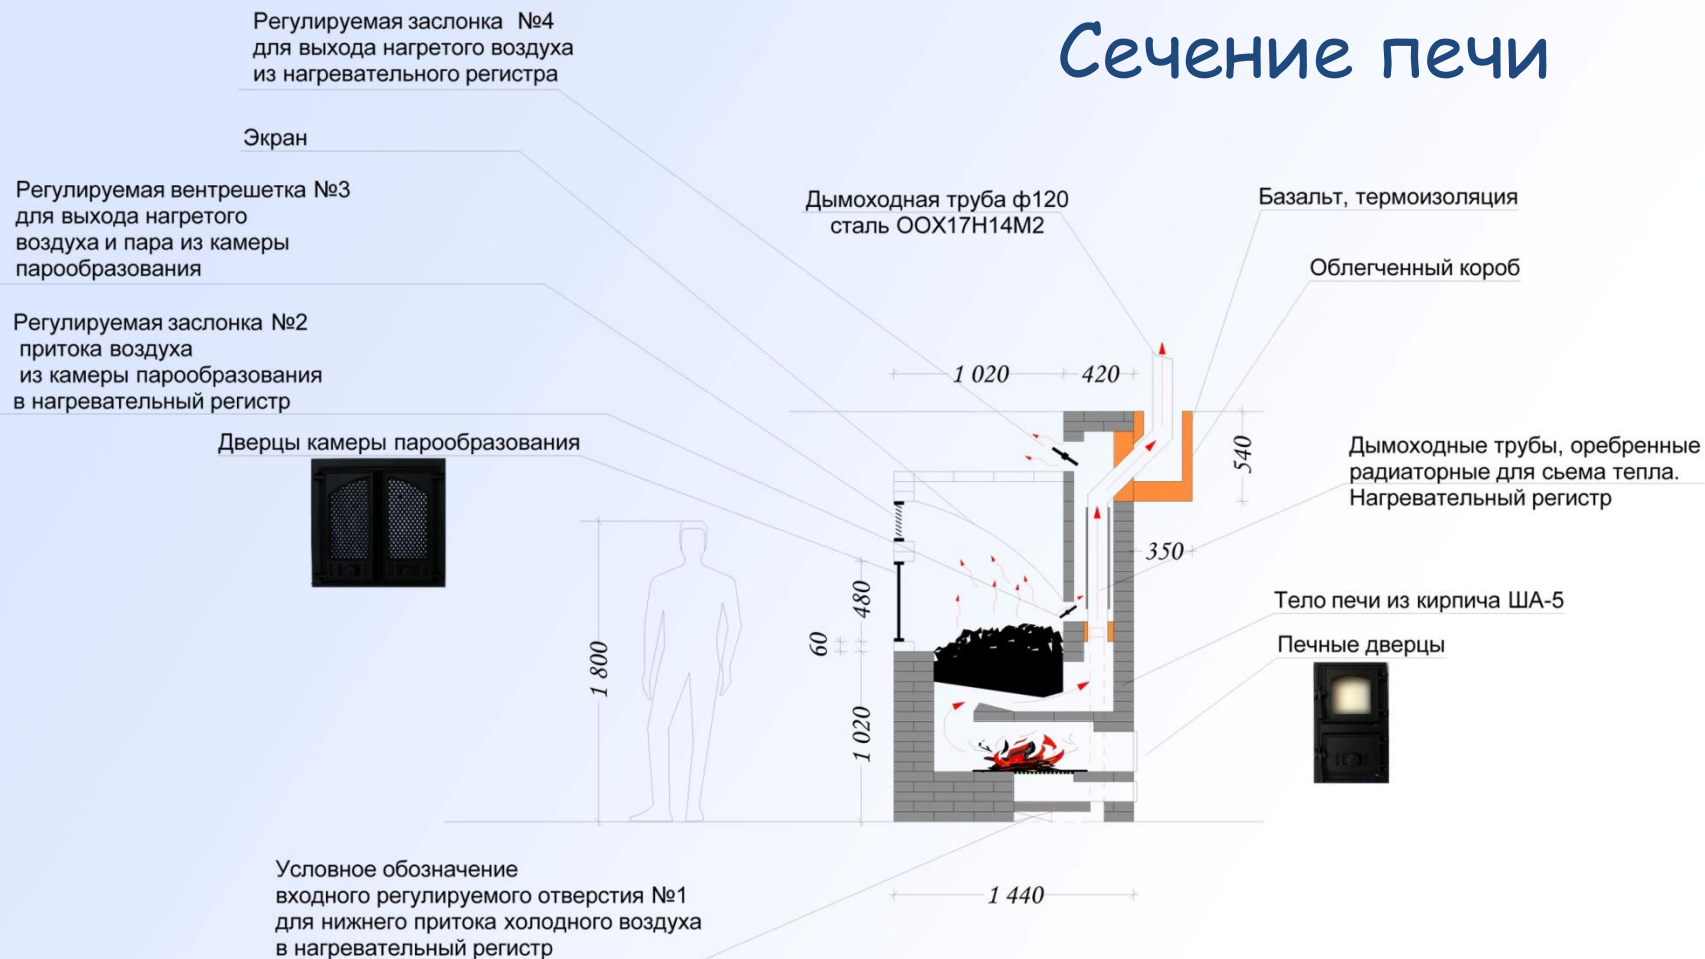 Сечение печи
Регулируемая заслонка №4
для выхода нагретого воздуха
из нагревательного регистра
Экран
Регулируемая вентрешетка №3
для выхода нагретого
воздуха и пара из камеры
парообразования
Регулируемая заслонка №2
притока воздуха
из камеры парообразования
в нагревательный регистр
Дверцы камеры парообразования
Дымоходная труба ф120
сталь ООХ17Н14М2
Базальт, термоизоляция
Облегченный короб
Дымоходные трубы, оребренные
радиаторные для сьема тепла.
Нагревательный регистр
Тело печи из кирпича ША-5
Печные дверцы
1 020
420
540
350
480
60
1 800
1 020
1 440
Условное обозначение
входного регулируемого отверстия №1
для нижнего притока холодного воздуха
в нагревательный регистр